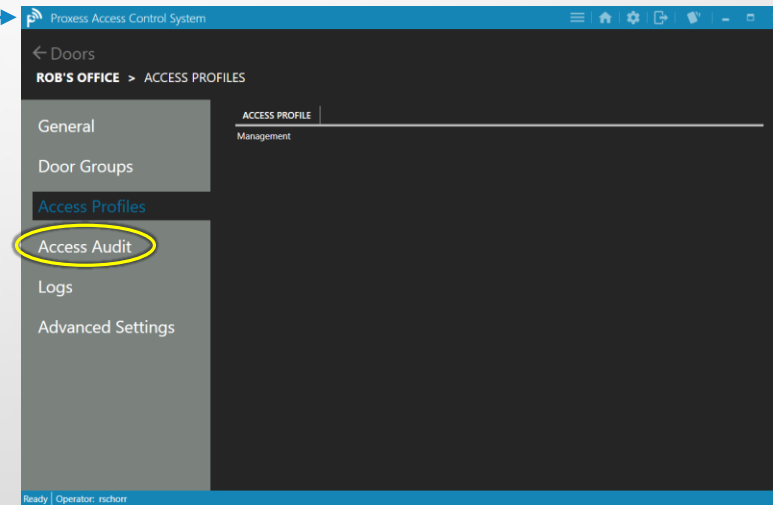 Proxess Access Control System
Doors
ROB'S OFFICE > ACCESS PROFILES
General
Door Groups
Access Profiles
Access Audit
Logs
Advanced Settings
ACCESS PROFILE
Management
Ready | Operator: rschorr